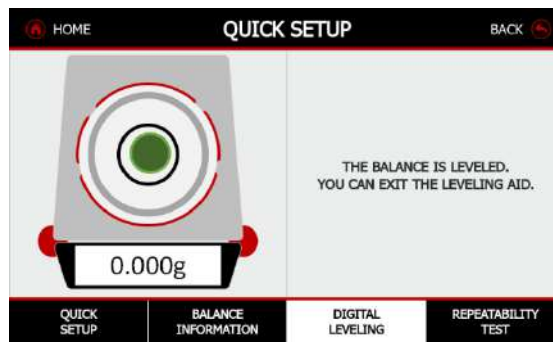 HOME
QUICK SETUP
BACK
THE BALANCE IS LEVELED.
YOU CAN EXIT THE LEVELING AID.
0.000g
QUICK
SETUP
BALANCE
INFORMATION
DIGITAL
LEVELING
REPEATABILITY
TEST